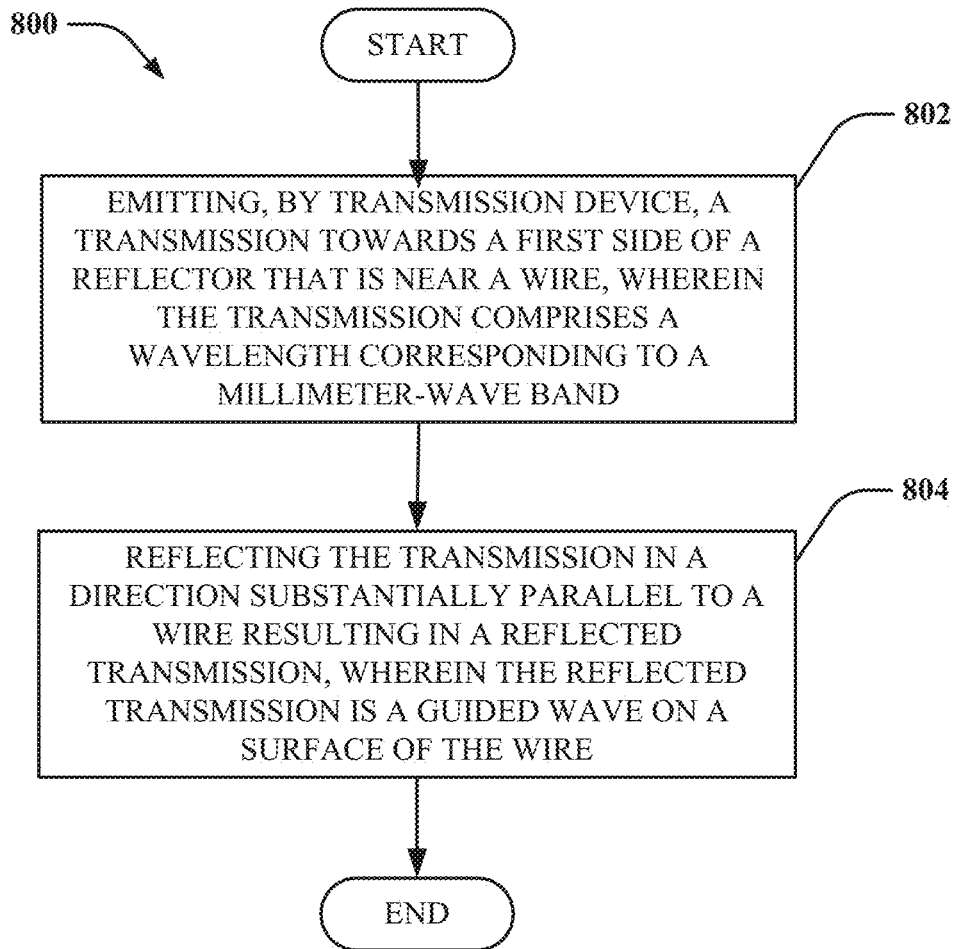 800
START
802
EMITTING, BY TRANSMISSION DEVICE, A
TRANSMISSION TOWARDS A FIRST SIDE OF A
REFLECTOR THAT IS NEAR A WIRE, WHEREIN
THE TRANSMISSION COMPRISES A
WAVELENGTH CORRESPONDING TO A
MILLIMETER-WAVE BAND
804
REFLECTING THE TRANSMISSION IN A
DIRECTION SUBSTANTIALLY PARALLEL TO A
WIRE RESULTING IN A REFLECTED
TRANSMISSION, WHEREIN THE REFLECTED
TRANSMISSION IS A GUIDED WAVE ON A
SURFACE OF THE WIRE
END